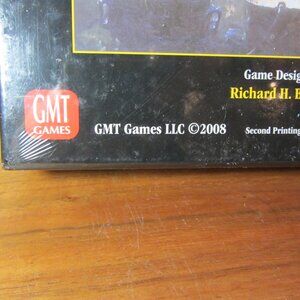 Game Desig
Richard H. B
GMT
GAMES
GMT Games LLC ©2008
Second Printing